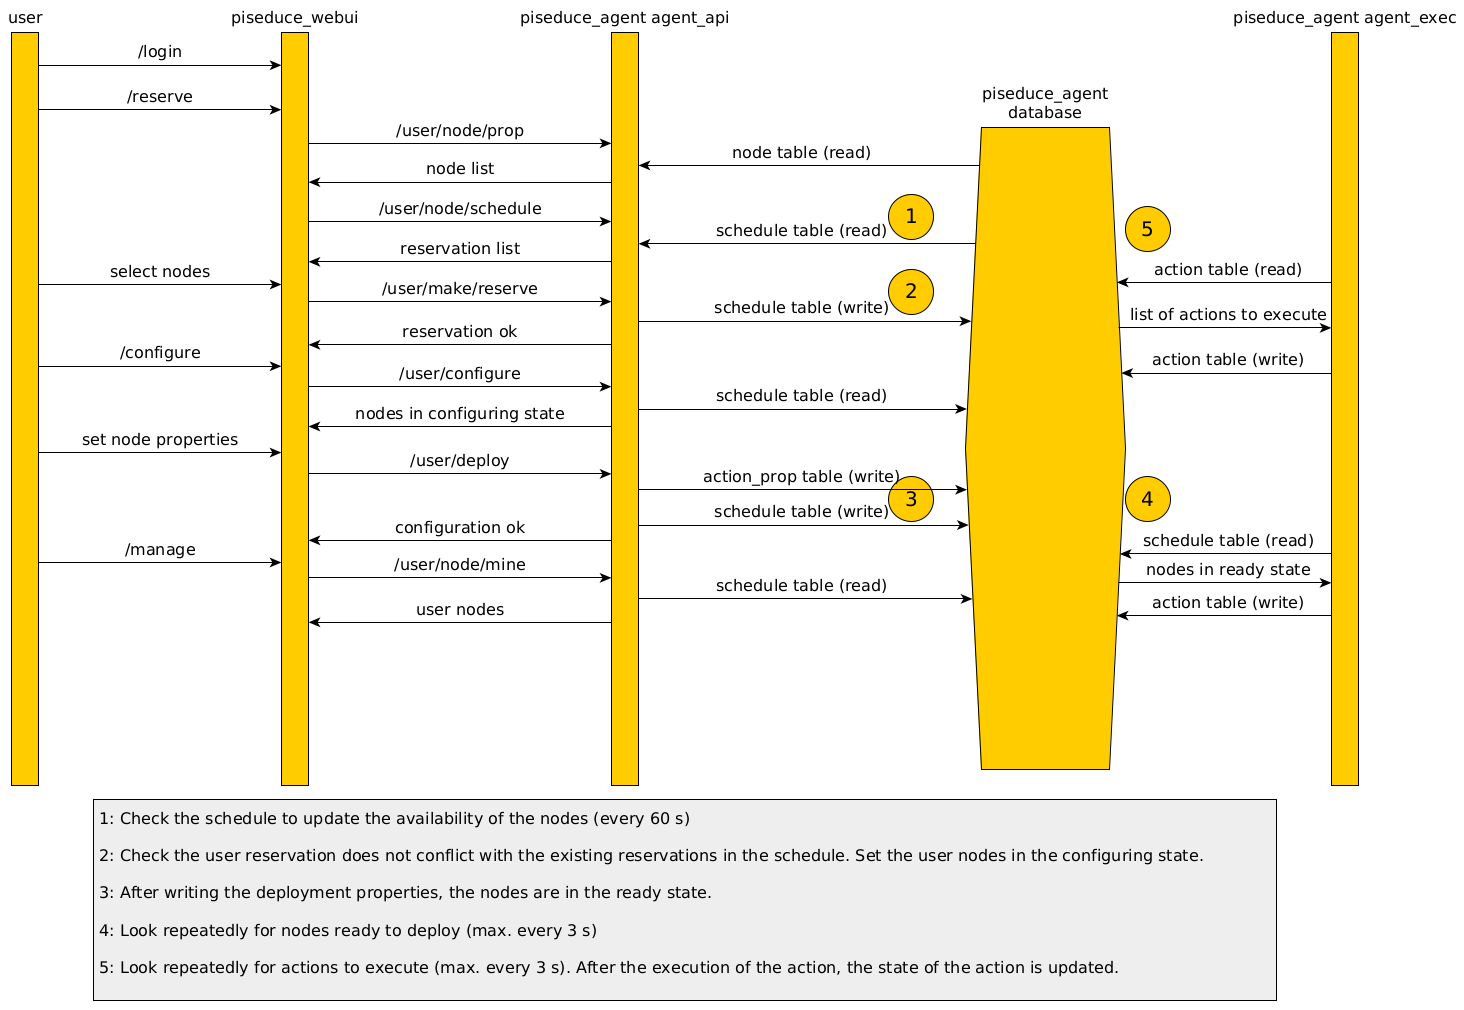 user
piseduce_webui
piseduce_agent agent_api
piseduce_agent agent_exec
/login
/reserve
piseduce_agent
database
/user/node/prop
node table (read)
node list
/user/node/schedule
1
schedule table (read)
5
reservation list
select nodes
action table (read)
/user/make/reserve
2
schedule table (write)
list of actions to execute
reservation ok
/configure
action table (write)
/user/configure
schedule table (read)
nodes in configuring state
set node properties
/user/deploy
action_prop table (write)
3
4
schedule table (write)
configuration ok
schedule table (read)
/manage
/user/node/mine
nodes in ready state
schedule table (read)
action table (write)
user nodes
1: Check the schedule to update the availability of the nodes (every 60 s)
2: Check the user reservation does not conflict with the existing reservations in the schedule. Set the user nodes in the configuring state.
3: After writing the deployment properties, the nodes are in the ready state.
4: Look repeatedly for nodes ready to deploy (max. every 3 s)
5: Look repeatedly for actions to execute (max. every 3 s). After the execution of the action, the state of the action is updated.